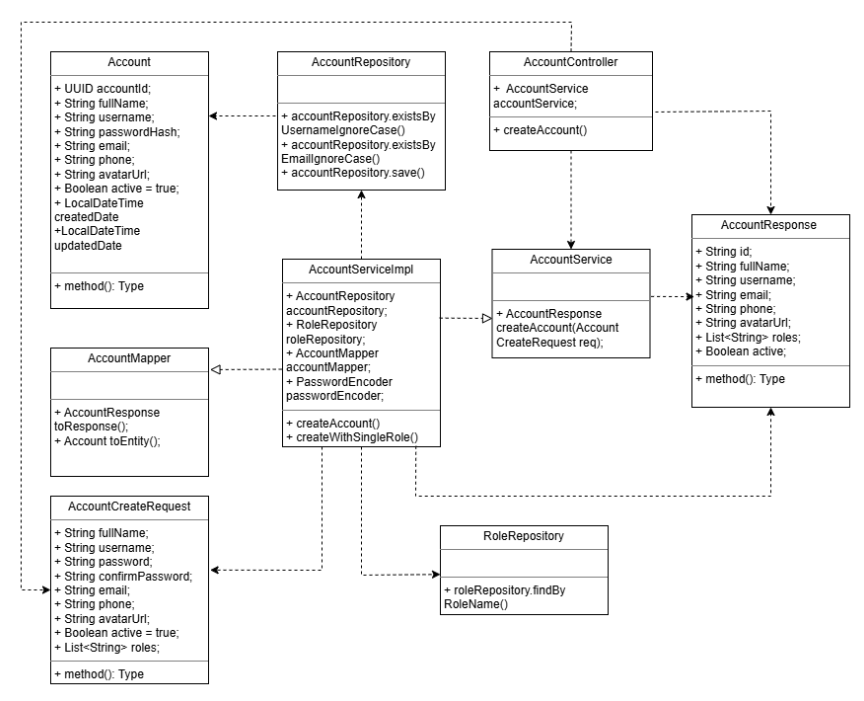 Account
+ UUID accountId;
+ String fullName;
+ String username;
+ String passwordHash;
+ String email;
+ String phone;
+ String avatarUrl;
+ Boolean active = true;
+ LocalDateTime
createdDate
+LocalDateTime
updatedDate
+ method(): Type
AccountRepository
+ accountRepository.existsBy
UsernameIgnoreCase()
+ accountRepository.existsBy
EmailIgnoreCase()
+ accountRepository.save()
AccountController
+ AccountService
accountService;
+ createAccount()
AccountResponse
+ String id;
+ String fullName;
+ String username;
+ String email;
+ String phone;
+ String avatarUrl;
+ List<String> roles;
+ Boolean active;
+ method(): Type
AccountServiceImpl
+ AccountRepository
accountRepository;
+ RoleRepository
roleRepository;
+ AccountMapper
accountMapper;
+ PasswordEncoder
passwordEncoder;
+ createAccount()
+ createWithSingleRole()
AccountService
+ AccountResponse
createAccount(Account
CreateRequest req);
AccountMapper
+ AccountResponse
toResponse();
+ Account toEntity();
AccountCreateRequest
+ String fullName;
+ String username;
+ String password;
+ String confirmPassword;
+ String email;
+ String phone;
+ String avatarUrl;
+ Boolean active = true;
+ List<String> roles;
+ method(): Type
RoleRepository
+ roleRepository.findBy
RoleName()